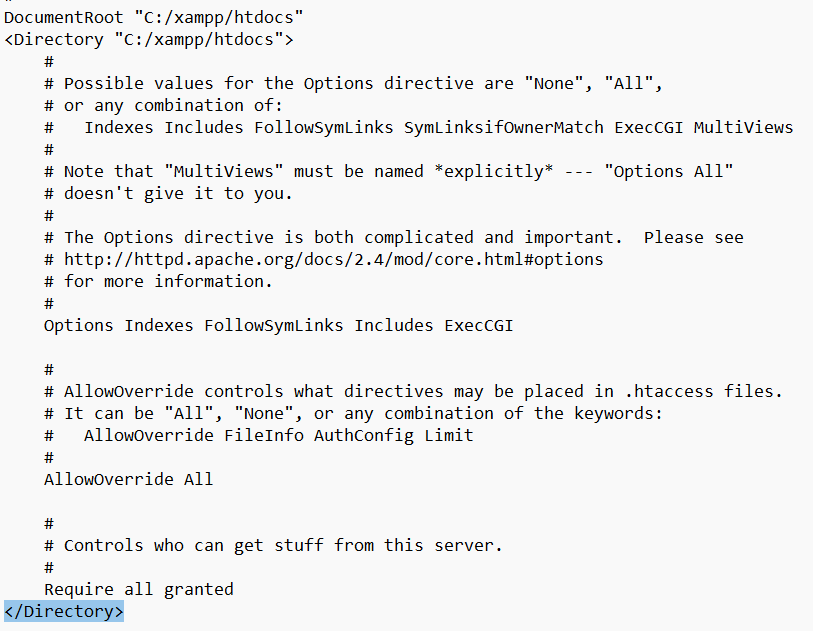 DocumentRoot "C:/xampp/htdocs"
<Directory "C:/xampp/htdocs">
    #
    # Possible values for the Options directive are "None", "All",
    # or any combination of:
    #   Indexes Includes FollowSymLinks SymLinksifOwnerMatch ExecCGI MultiViews
    #
    # Note that "MultiViews" must be named *explicitly* --- "Options All"
    # doesn't give it to you.
    #
    # The Options directive is both complicated and important.  Please see
    # http://httpd.apache.org/docs/2.4/mod/core.html#options
    # for more information.
    #
    Options Indexes FollowSymLinks Includes ExecCGI

    #
    # AllowOverride controls what directives may be placed in .htaccess files.
    # It can be "All", "None", or any combination of the keywords:
    #   AllowOverride FileInfo AuthConfig Limit
    #
    AllowOverride All

    #
    # Controls who can get stuff from this server.
    #
    Require all granted
</Directory>